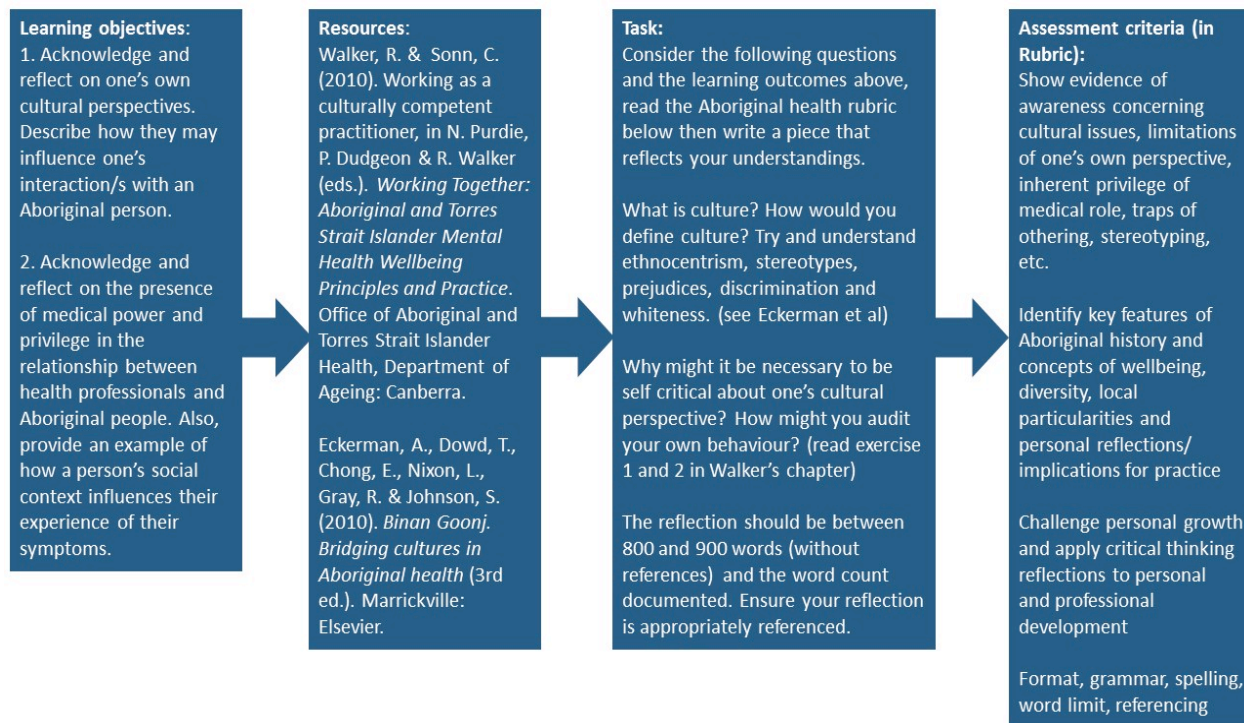 Learning objectives:
1. Acknowledge and
reflect on one's own
cultural perspectives.
Describe how they may
influence one's
interaction/s with an
Aboriginal person.
2. Acknowledge and
reflect on the presence
of medical power and
privilege in the
relationship between
health professionals and
Aboriginal people. Also,
provide an example of
how a person's social
context influences their
experience of their
symptoms.
Resources:
Walker, R. & Sonn, C.
(2010). Working as a
culturally competent
practitioner, in N. Purdie,
P. Dudgeon & R. Walker
(eds.). Working Together:
Aboriginal and Torres
Strait Islander Mental
Health Wellbeing
Principles and Practice.
Office of Aboriginal and
Torres Strait Islander
Health, Department of
Ageing: Canberra.
Eckerman, A., Dowd, T.,
Chong, E., Nixon, L.,
Gray, R. & Johnson, S.
(2010). Binan Goonj.
Bridging cultures in
Aboriginal health (3rd
ed.). Marrickville:
Elsevier.
Task:
Consider the following questions
and the learning outcomes above,
read the Aboriginal health rubric
below then write a piece that
reflects your understandings.
What is culture? How would you
define culture? Try and understand
ethnocentrism, stereotypes,
prejudices, discrimination and
whiteness. (see Eckerman et al)
Why might it be necessary to be
self critical about one's cultural
perspective? How might you audit
your own behaviour? (read exercise
1 and 2 in Walker's chapter)
The reflection should be between
800 and 900 words (without
references) and the word count
documented. Ensure your reflection
is appropriately referenced.
Assessment criteria (in
Rubric):
Show evidence of
awareness concerning
cultural issues, limitations
of one's own perspective,
inherent privilege of
medical role, traps of
othering, stereotyping,
etc.
Identify key features of
Aboriginal history and
concepts of wellbeing,
diversity, local
particularities and
personal reflections/
implications for practice
Challenge personal growth
and apply critical thinking
reflections to personal
and professional
development
Format, grammar, spelling,
word limit, referencing